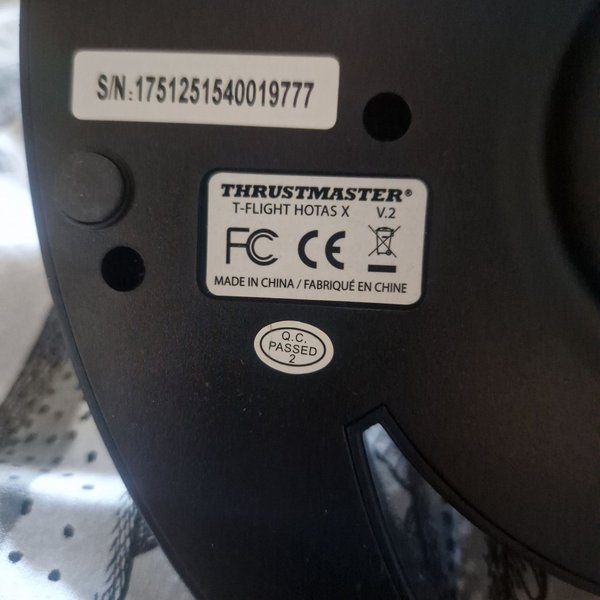 S/N:1751251540019777
THRUSTMASTER®
T-FLIGHT HOTAS X V.2
FC CE
MADE IN CHINA / FABRIQUÉ EN CHINE
Q.C.
PASSED
2